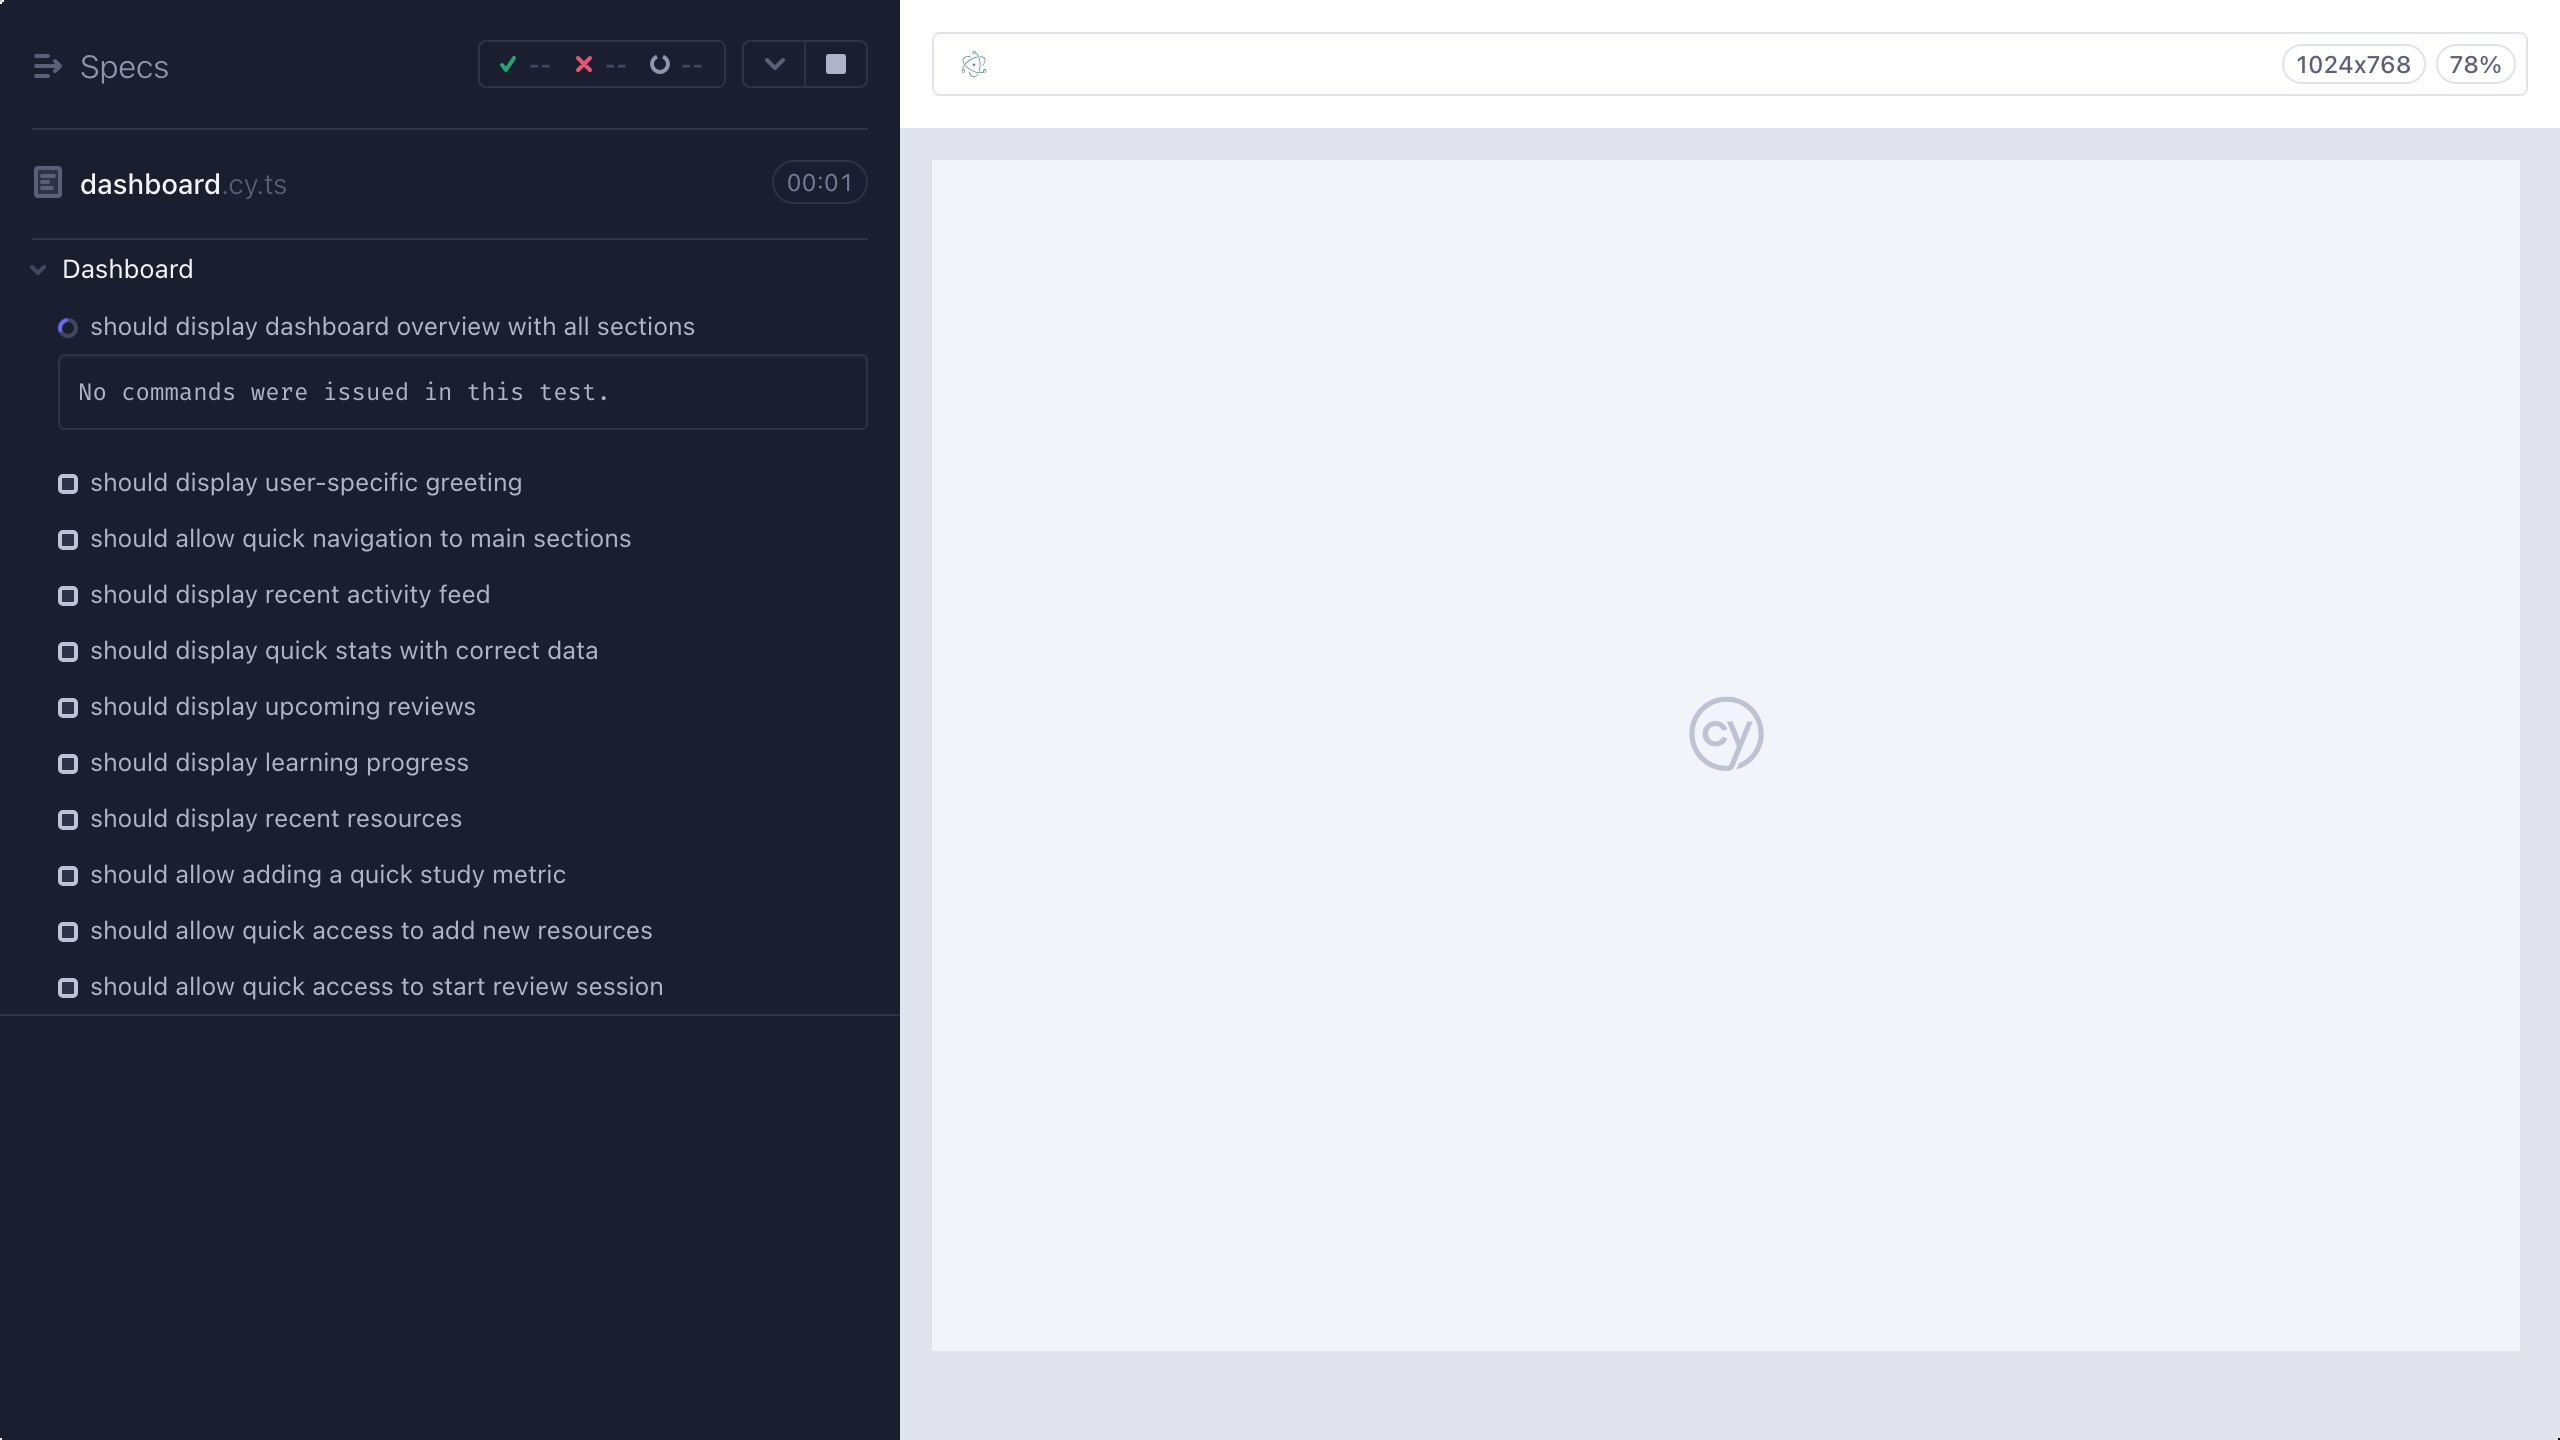 Specs
--
--
--
dashboard.cy.ts
00:01
Dashboard
should display dashboard overview with all sections
No commands were issued in this test.
should display user-specific greeting
should allow quick navigation to main sections
should display recent activity feed
should display quick stats with correct data
should display upcoming reviews
should display learning progress
should display recent resources
should allow adding a quick study metric
should allow quick access to add new resources
should allow quick access to start review session
1024x768
78%
cy